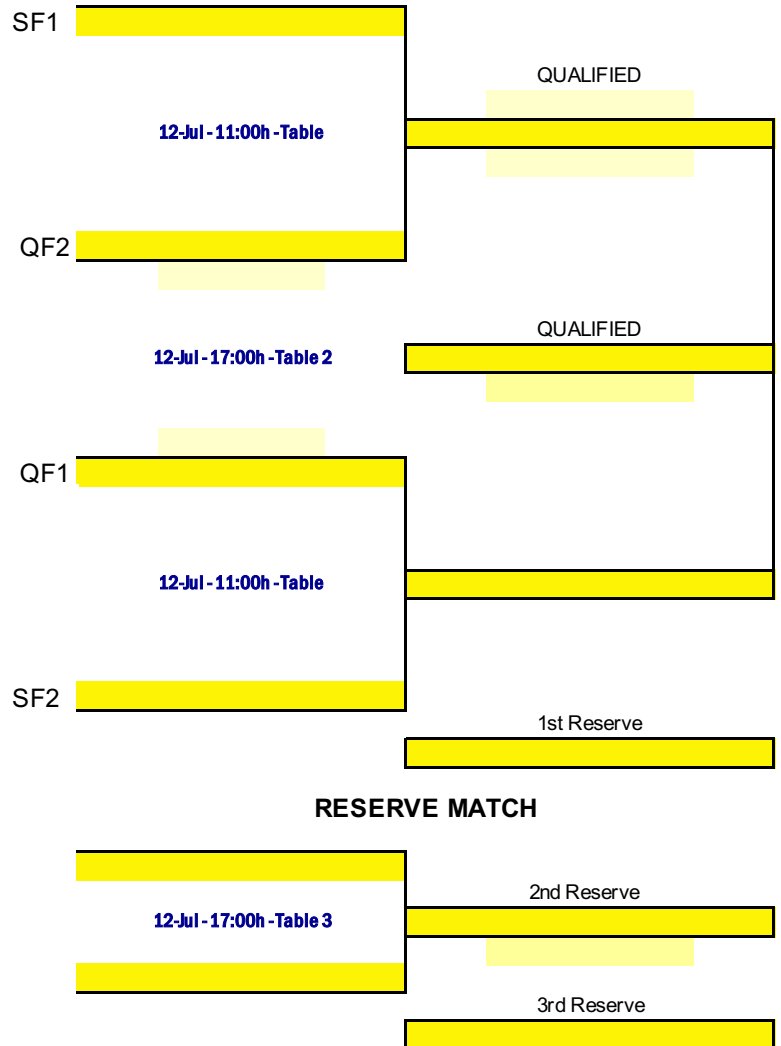 SF1
QUALIFIED
12-Jul - 11:00h -Table
QF2
QUALIFIED
12-Jul - 17:00h -Table 2
QF1
12-Jul - 11:00h -Table
SF2
1st Reserve
RESERVE MATCH
2nd Reserve
12-Jul - 17:00h -Table 3
3rd Reserve